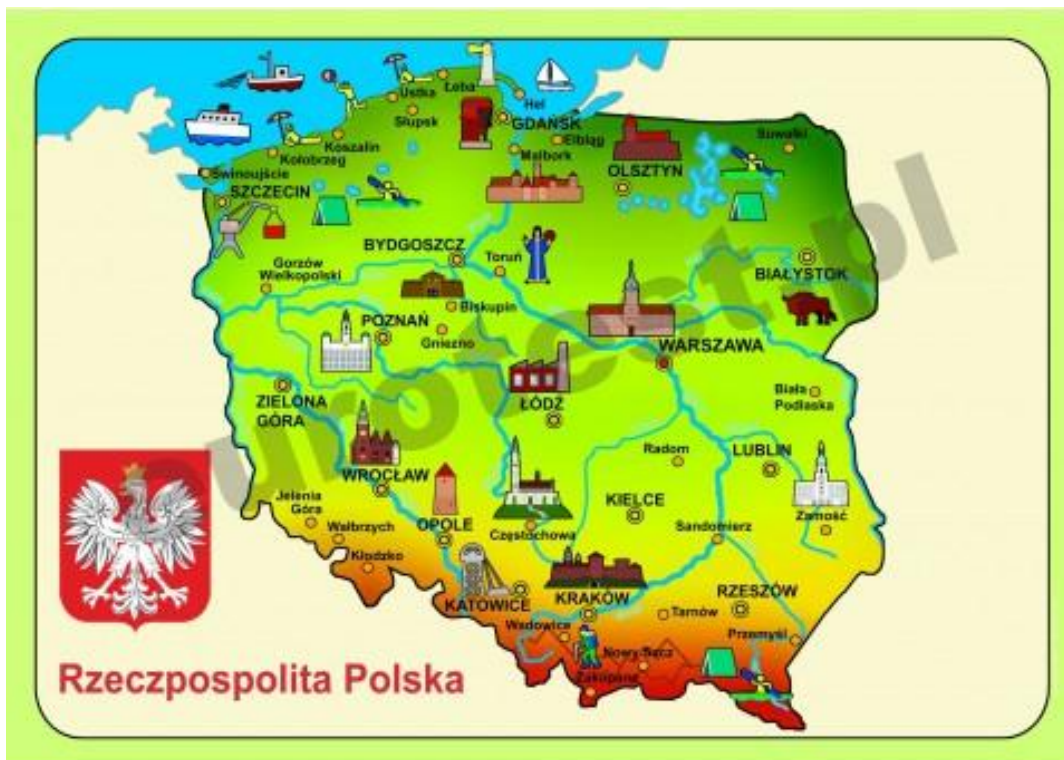 Łeba
Ustka
Hel
Słupsk
GDAŃSK
Suwałki
Koszalin
Elbląg
Kołobrzeg
Malbork
Świnoujście
OLSZTYN
SZCZECIN
BYDGOSZCZ
Toruń
Gorzów
Wielkopolski
BIAŁYSTOK
Biskupin
POZNAŃ
Gniezno
WARSZAWA
Biała
Podlaska
ZIELONA
GÓRA
ŁÓDŹ
Radom
LUBLIN
WROCŁAW
Jelenia
Góra
KIELCE
Wałbrzych
OPOLE
Częstochowa
Sandomierz
Zamość
Kłodzko
KATOWICE
KRAKÓW
RZESZÓW
Tarnów
Wadowice
Przemyśl
Nowy Sącz
Zakopane
Rzeczpospolita Polska
eurotest.pl